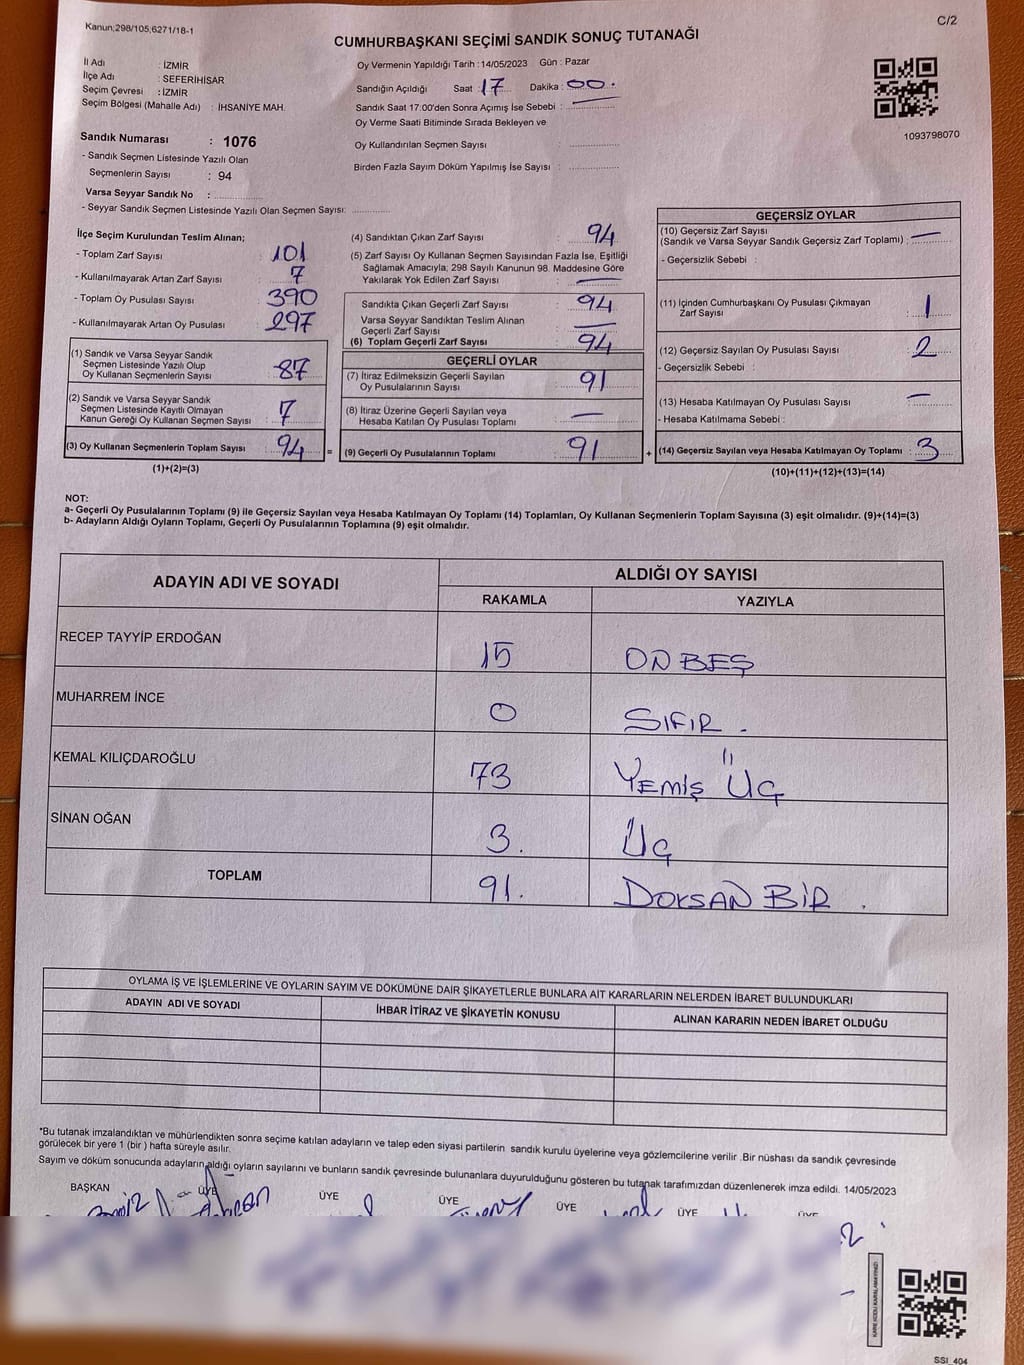 Kanun;298/105;6271/18-1
C/2
CUMHURBAŞKANI SEÇİMİ SANDIK SONUÇ TUTANAĞI
İl Adı : İZMİR
İlçe Adı : SEFERİHİSAR
Seçim Çevresi : İZMİR
Seçim Bölgesi (Mahalle Adı) : İHSANİYE MAH.
Oy Vermenin Yapıldığı Tarih :14/05/2023 Gün : Pazar
Sandığın Açıldığı Saat : 17 Dakika : 00.
Sandık Saat 17:00'den Sonra Açımış İse Sebebi : —
Oy Verme Saati Bitiminde Sırada Bekleyen ve
Oy Kullandırılan Seçmen Sayısı :
Birden Fazla Sayım Döküm Yapılmış İse Sayısı :
1093798070
Sandık Numarası : 1076
- Sandık Seçmen Listesinde Yazılı Olan
Seçmenlerin Sayısı : 94
Varsa Seyyar Sandık No :
- Seyyar Sandık Seçmen Listesinde Yazılı Olan Seçmen Sayısı:
İlçe Seçim Kurulundan Teslim Alınan;
- Toplam Zarf Sayısı : 101
- Kullanılmayarak Artan Zarf Sayısı : 7
- Toplam Oy Pusulası Sayısı : 390
- Kullanılmayarak Artan Oy Pusulası : 297
(1) Sandık ve Varsa Seyyar Sandık
Seçmen Listesinde Yazılı Olup
Oy Kullanan Seçmenlerin Sayısı : 87
(2) Sandık ve Varsa Seyyar Sandık
Seçmen Listesinde Kayıtlı Olmayan
Kanun Gereği Oy Kullanan Seçmen Sayısı : 7
(3) Oy Kullanan Seçmenlerin Toplam Sayısı : 94 =
(1)+(2)=(3)
(4) Sandıktan Çıkan Zarf Sayısı : 94
(5) Zarf Sayısı Oy Kullanan Seçmen Sayısından Fazla İse, Eşitliği
Sağlamak Amacıyla; 298 Sayılı Kanunun 98. Maddesine Göre
Yakılarak Yok Edilen Zarf Sayısı : —
Sandıkta Çıkan Geçerli Zarf Sayısı : 94
Varsa Seyyar Sandıktan Teslim Alınan
Geçerli Zarf Sayısı : —
(6) Toplam Geçerli Zarf Sayısı : 94
GEÇERLİ OYLAR
(7) İtiraz Edilmeksizin Geçerli Sayılan
Oy Pusulalarının Sayısı : 91
(8) İtiraz Üzerine Geçerli Sayılan veya
Hesaba Katılan Oy Pusulası Toplamı : —
(9) Geçerli Oy Pusulalarının Toplamı : 91 +
GEÇERSİZ OYLAR
(10) Geçersiz Zarf Sayısı
(Sandık ve Varsa Seyyar Sandık Geçersiz Zarf Toplamı) : —
- Geçersizlik Sebebi :
(11) İçinden Cumhurbaşkanı Oy Pusulası Çıkmayan
Zarf Sayısı : 1
(12) Geçersiz Sayılan Oy Pusulası Sayısı : 2
- Geçersizlik Sebebi :
(13) Hesaba Katılmayan Oy Pusulası Sayısı : —
- Hesaba Katılmama Sebebi :
(14) Geçersiz Sayılan veya Hesaba Katılmayan Oy Toplamı : 3
(10)+(11)+(12)+(13)=(14)
NOT:
a- Geçerli Oy Pusulalarının Toplamı (9) ile Geçersiz Sayılan veya Hesaba Katılmayan Oy Toplamı (14) Toplamları, Oy Kullanan Seçmenlerin Toplam Sayısına (3) eşit olmalıdır. (9)+(14)=(3)
b- Adayların Aldığı Oyların Toplamı, Geçerli Oy Pusulalarının Toplamına (9) eşit olmalıdır.
ADAYIN ADI VE SOYADI
ALDIĞI OY SAYISI
RAKAMLA YAZIYLA
RECEP TAYYİP ERDOĞAN 15 ON BEŞ
MUHARREM İNCE 0 SIFIR .
KEMAL KILIÇDAROĞLU 73 YEMİŞ ÜÇ
SİNAN OĞAN 3. ÜÇ
TOPLAM 91. DOKSAN BİR .
OYLAMA İŞ VE İŞLEMLERİNE VE OYLARIN SAYIM VE DÖKÜMÜNE DAİR ŞİKAYETLERLE BUNLARA AİT KARARLARIN NELERDEN İBARET BULUNDUKLARI
ADAYIN ADI VE SOYADI İHBAR İTİRAZ VE ŞİKAYETİN KONUSU ALINAN KARARIN NEDEN İBARET OLDUĞU
*Bu tutanak imzalandıktan ve mühürlendikten sonra seçime katılan adayların ve talep eden siyasi partilerin sandık kurulu üyelerine veya gözlemcilerine verilir .Bir nüshası da sandık çevresinde
görülecek bir yere 1 (bir ) hafta süreyle asılır.
Sayım ve döküm sonucunda adayların aldığı oyların sayılarını ve bunların sandık çevresinde bulunanlara duyurulduğunu gösteren bu tutanak tarafımızdan düzenlenerek imza edildi. 14/05/2023
BAŞKAN ÜYE ÜYE ÜYE ÜYE ÜYE ÜYE
KARE KODU KARALAMAYINIZ!
SSI_404